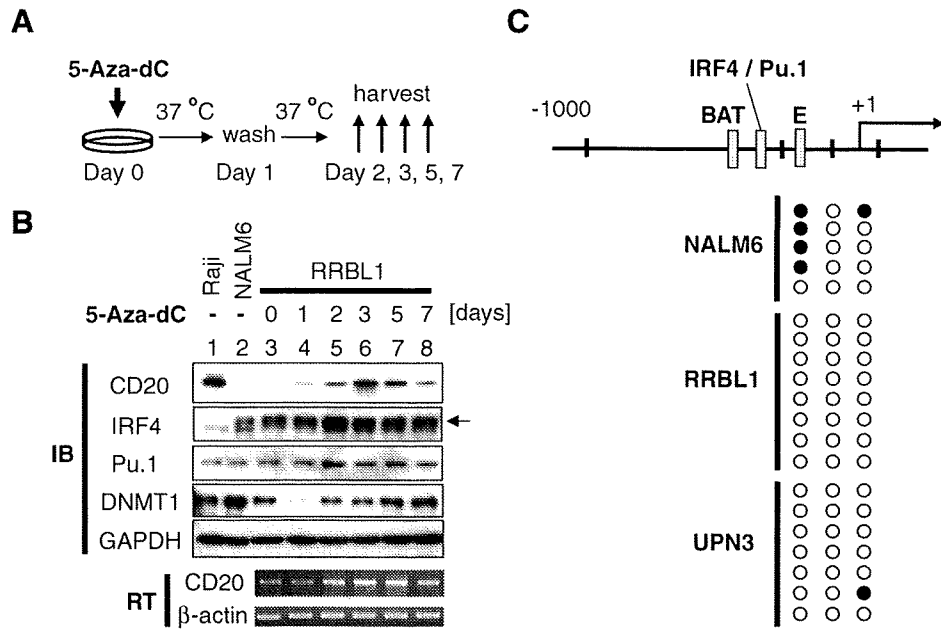 A
5-Aza-dC
37 °C
37 °C
harvest
wash
Day 0
Day 1
Day 2, 3, 5, 7
B
Raji
NALM6
RRBL1
5-Aza-dC - - 0 1 2 3 5 7 [days]
1 2 3 4 5 6 7 8
IB
CD20
IRF4
Pu.1
DNMT1
GAPDH
RT
CD20
β-actin
C
IRF4 / Pu.1
-1000
BAT
E
+1
NALM6
RRBL1
UPN3